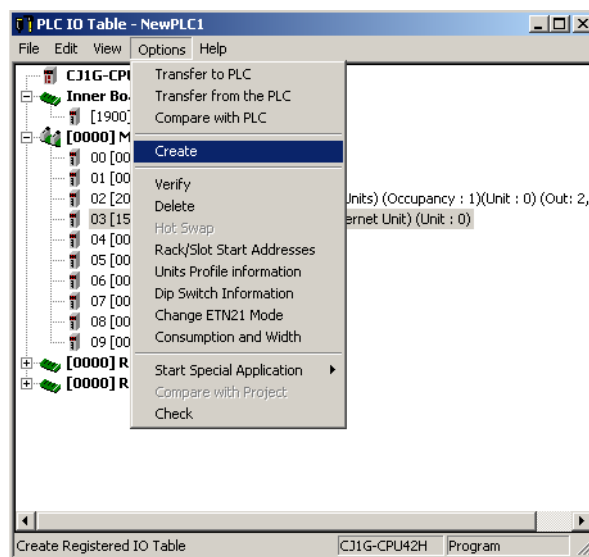 PLC IO Table - NewPLC1
File Edit View Options Help
CJ1G-CPU
Inner Bo
[1900]
[0000] M
00 [00
01 [00
02 [20
Units) (Occupancy : 1)(Unit : 0) (Out: 2,
03 [15
ernet Unit) (Unit : 0)
04 [00
05 [00
06 [00
07 [00
08 [00
09 [00
[0000] R
[0000] R
Transfer to PLC
Transfer from the PLC
Compare with PLC
Create
Verify
Delete
Hot Swap
Rack/Slot Start Addresses
Units Profile information
Dip Switch Information
Change ETN21 Mode
Consumption and Width
Start Special Application
Compare with Project
Check
Create Registered IO Table
CJ1G-CPU42H
Program